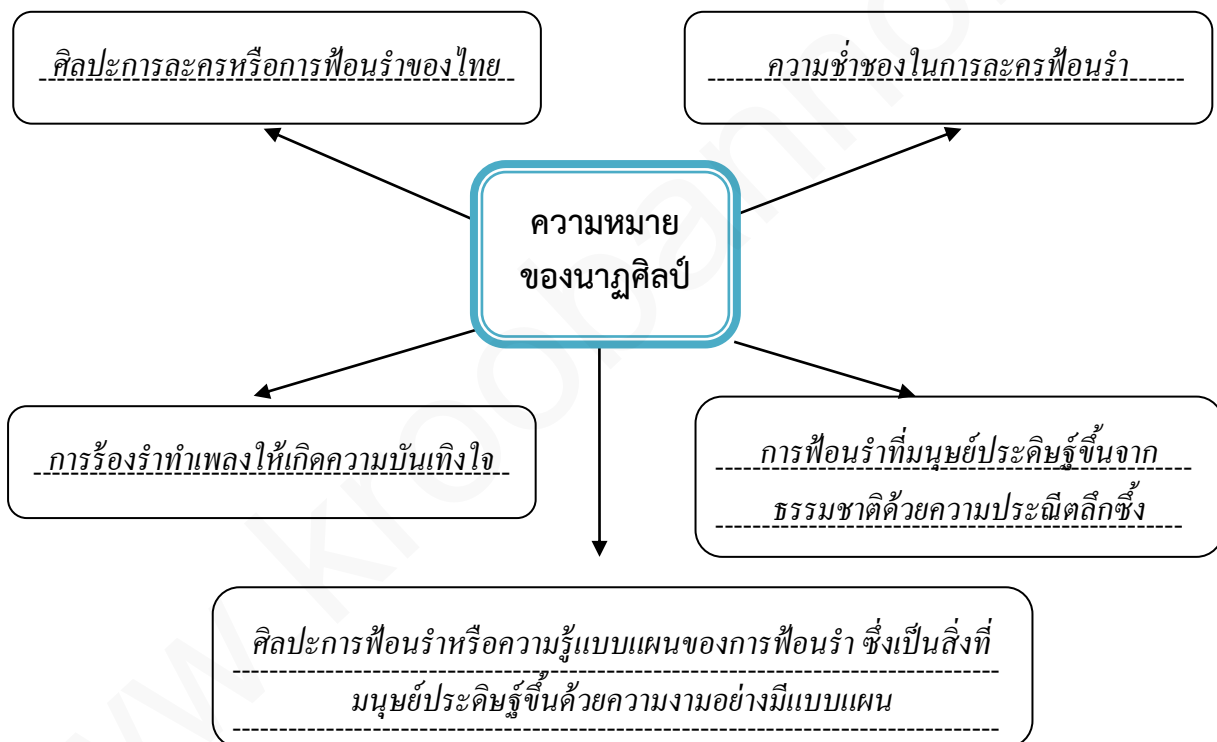 ศิลปะการละครหรือการฟ้อนรำของไทย
ความช่ำชองในการละครฟ้อนรำ
ความหมาย
ของนาฏศิลป์
การร้องรำทำเพลงให้เกิดความบันเทิงใจ
การฟ้อนรำที่มนุษย์ประดิษฐ์ขึ้นจาก
ธรรมชาติด้วยความประณีตลึกซึ้ง
ศิลปะการฟ้อนรำหรือความรู้แบบแผนของการฟ้อนรำ ซึ่งเป็นสิ่งที่
มนุษย์ประดิษฐ์ขึ้นด้วยความงามอย่างมีแบบแผน